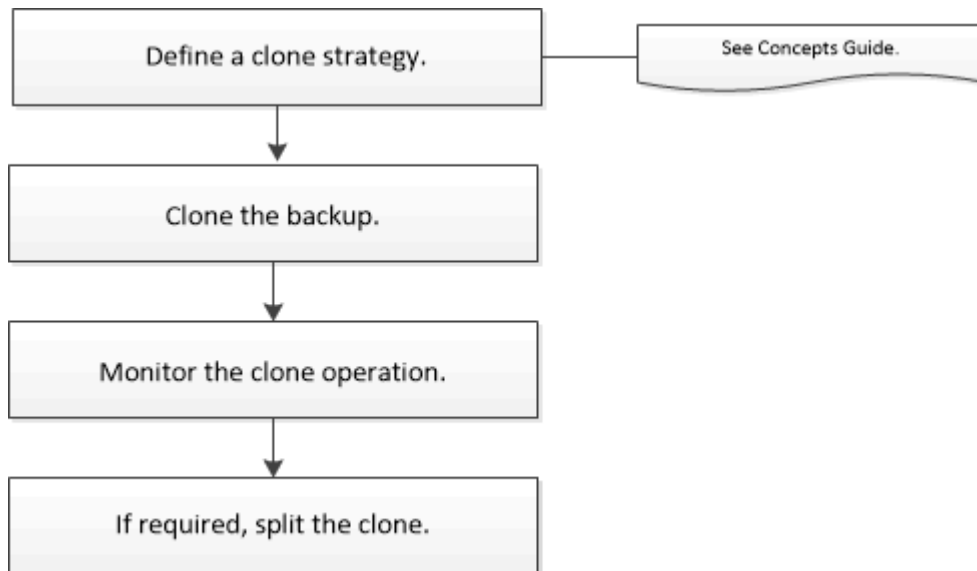 Define a clone strategy.
See Concepts Guide.
Clone the backup.
Monitor the clone operation.
If required, split the clone.